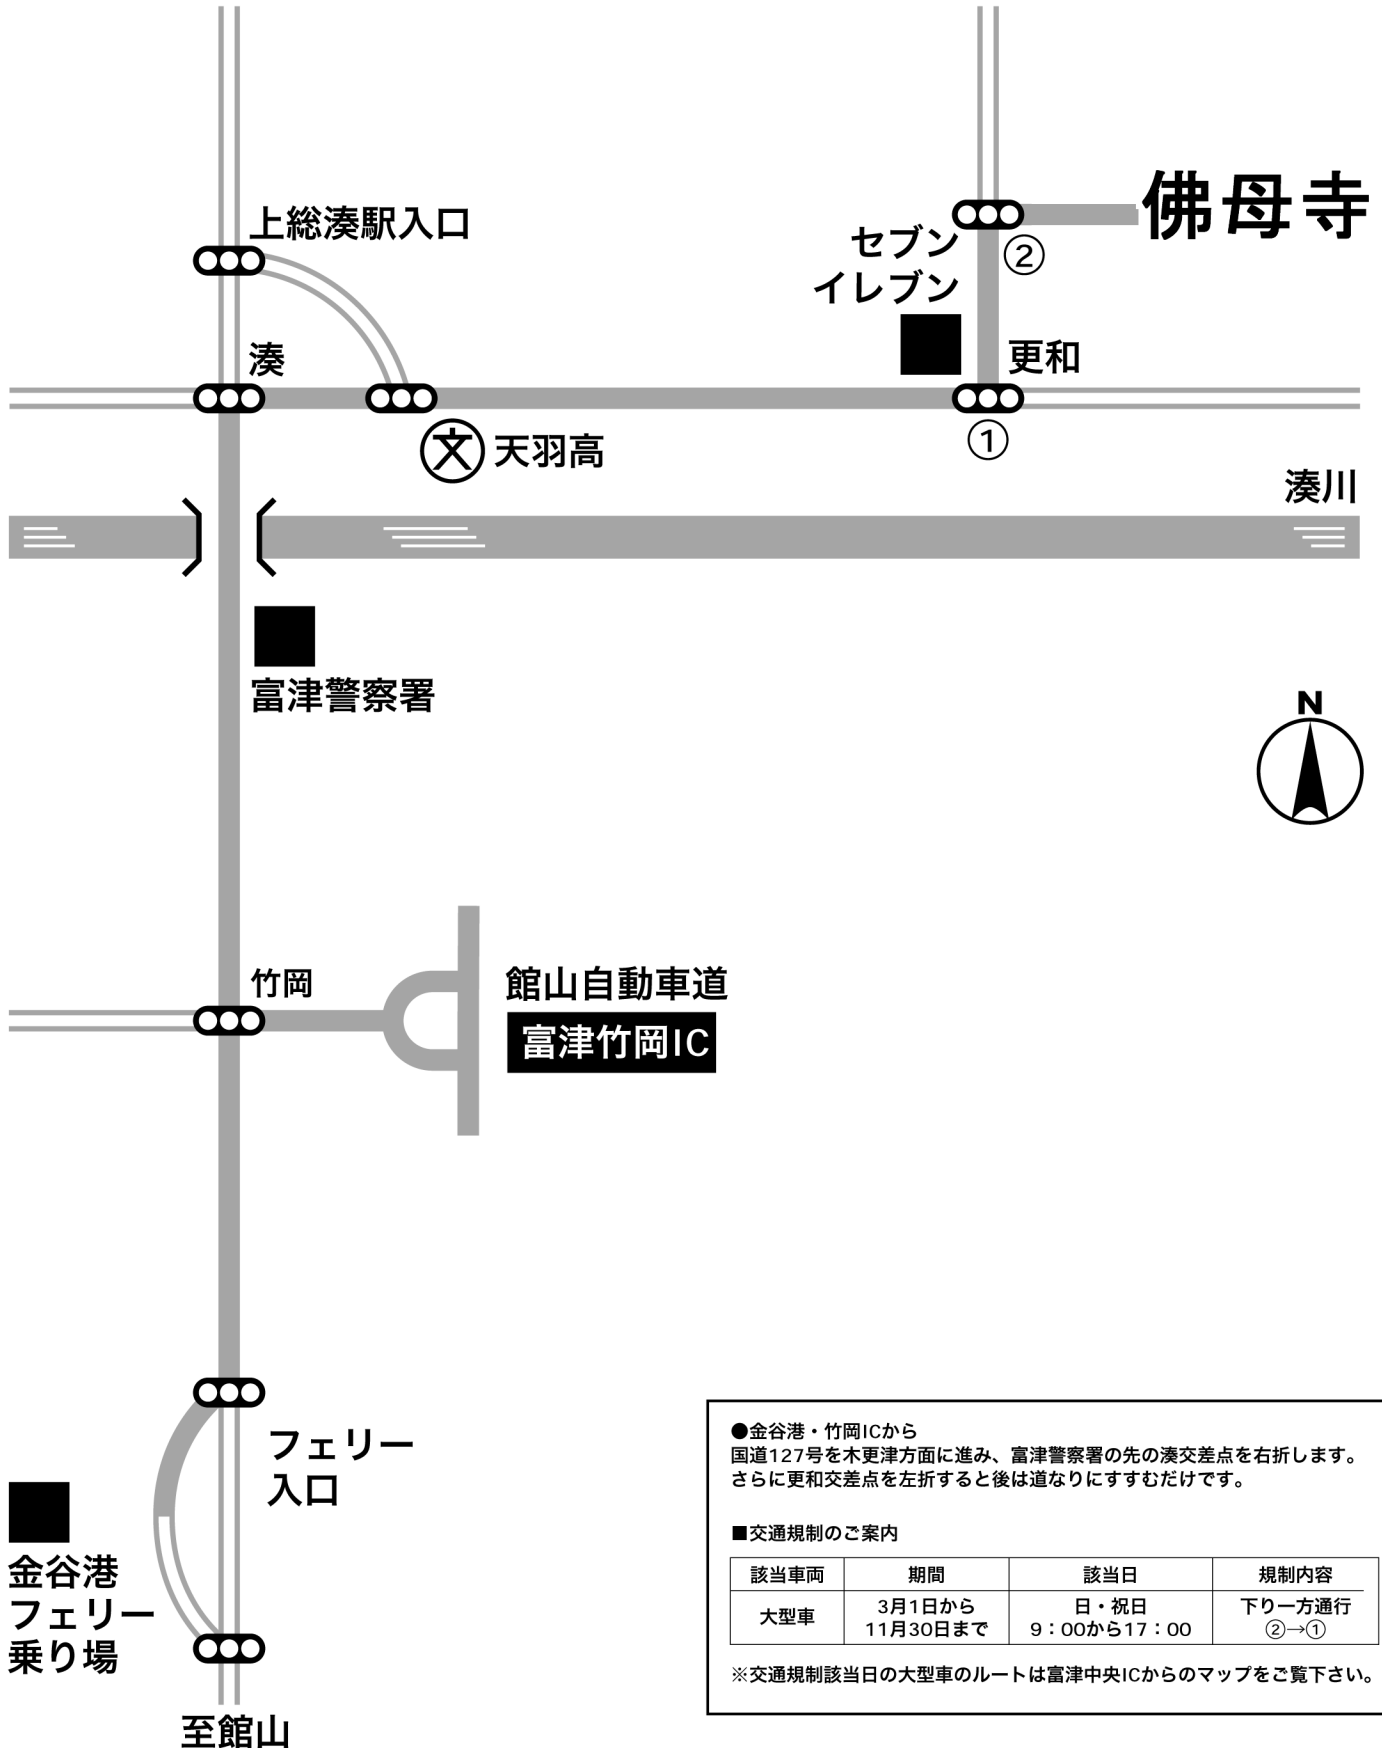 佛母寺
上総湊駅入口
セブン
イレブン
②
湊
更和
①
文
天羽高
湊川
富津警察署
N
竹岡
館山自動車道
富津竹岡IC
フェリー
入口
金谷港
フェリー
乗り場
至館山
●金谷港・竹岡ICから
国道127号を木更津方面に進み、富津警察署の先の湊交差点を右折します。
さらに更和交差点を左折すると後は道なりにすすむだけです。
■交通規制のご案内
該当車両 期間 該当日 規制内容
大型車 3月1日から 日・祝日 下り一方通行
11月30日まで 9：00から17：00 ②→①
※交通規制該当日の大型車のルートは富津中央ICからのマップをご覧下さい。